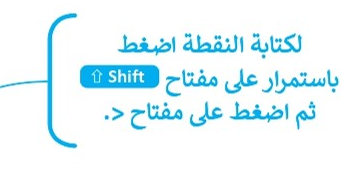 لكتابة النقطة اضغط
باستمرار على مفتاح ⇧ Shift
ثم اضغط على مفتاح <.